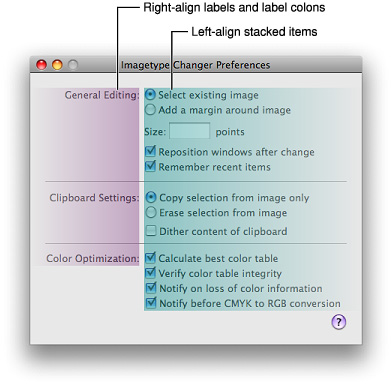 Right-align labels and label colons
Left-align stacked items
Imagetype Changer Preferences
General Editing: Select existing image
Add a margin around image
Size: points
Reposition windows after change
Remember recent items
Clipboard Settings: Copy selection from image only
Erase selection from image
Dither content of clipboard
Color Optimization: Calculate best color table
Verify color table integrity
Notify on loss of color information
Notify before CMYK to RGB conversion
?